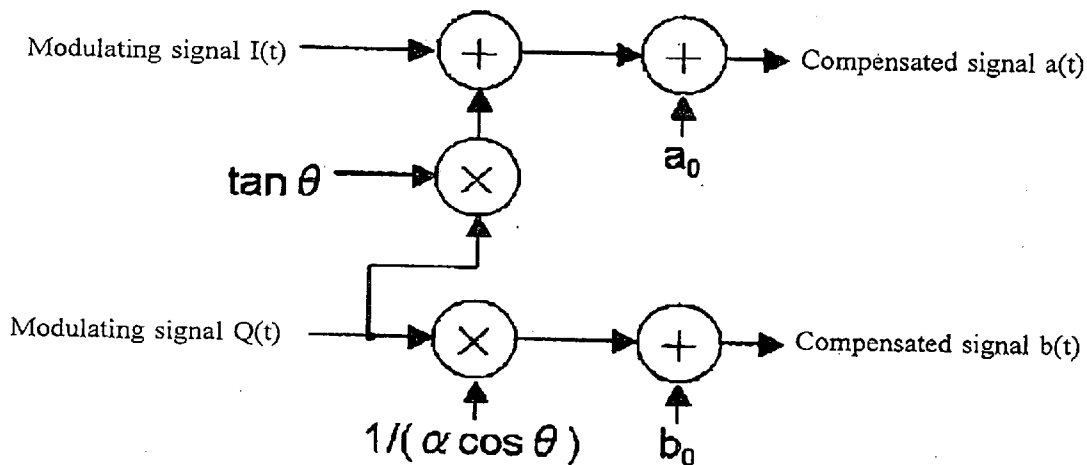 Modulating signal I(t)
+
+
Compensated signal a(t)
a₀
tan θ
×
Modulating signal Q(t)
×
+
Compensated signal b(t)
1/( α cos θ )
b₀